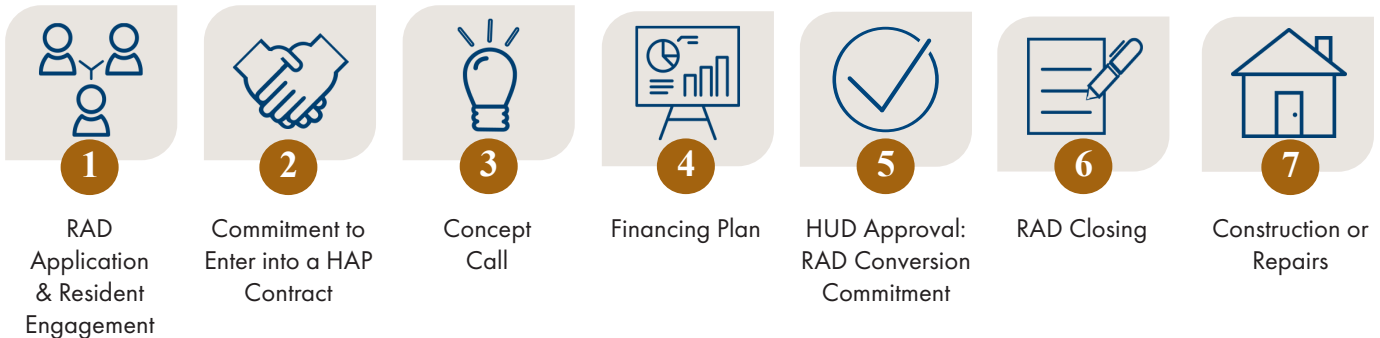 1
RAD
Application
& Resident
Engagement
2
Commitment to
Enter into a HAP
Contract
3
Concept
Call
4
Financing Plan
5
HUD Approval:
RAD Conversion
Commitment
6
RAD Closing
7
Construction or
Repairs